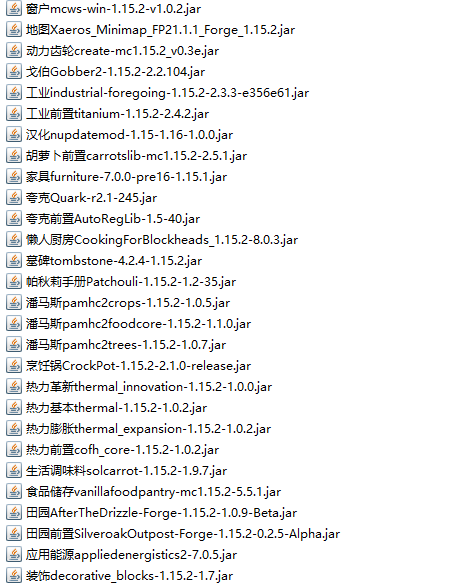 窗户mcws-win-1.15.2-v1.0.2.jar
地图Xaeros_Minimap_FP21.1.1_Forge_1.15.2.jar
动力齿轮create-mc1.15.2_v0.3e.jar
戈伯Gobber2-1.15.2-2.2.104.jar
工业industrial-foregoing-1.15.2-2.3.3-e356e61.jar
工业前置titanium-1.15.2-2.4.2.jar
汉化nupdatemod-1.15-1.16-1.0.0.jar
胡萝卜前置carrotslib-mc1.15.2-2.5.1.jar
家具furniture-7.0.0-pre16-1.15.1.jar
夸克Quark-r2.1-245.jar
夸克前置AutoRegLib-1.5-40.jar
懒人厨房CookingForBlockheads_1.15.2-8.0.3.jar
墓碑tombstone-4.2.4-1.15.2.jar
帕秋莉手册Patchouli-1.15.2-1.2-35.jar
潘马斯pamhc2crops-1.15.2-1.0.5.jar
潘马斯pamhc2foodcore-1.15.2-1.1.0.jar
潘马斯pamhc2trees-1.15.2-1.0.7.jar
烹饪锅CrockPot-1.15.2-2.1.0-release.jar
热力革新thermal_innovation-1.15.2-1.0.0.jar
热力基本thermal-1.15.2-1.0.2.jar
热力膨胀thermal_expansion-1.15.2-1.0.2.jar
热力前置cofh_core-1.15.2-1.0.2.jar
生活调味料solcarrot-1.15.2-1.9.7.jar
食品储存vanillafoodpantry-mc1.15.2-5.5.1.jar
田园AfterTheDrizzle-Forge-1.15.2-1.0.9-Beta.jar
田园前置SilveroakOutpost-Forge-1.15.2-0.2.5-Alpha.jar
应用能源appliedenergistics2-7.0.5.jar
装饰decorative_blocks-1.15.2-1.7.jar